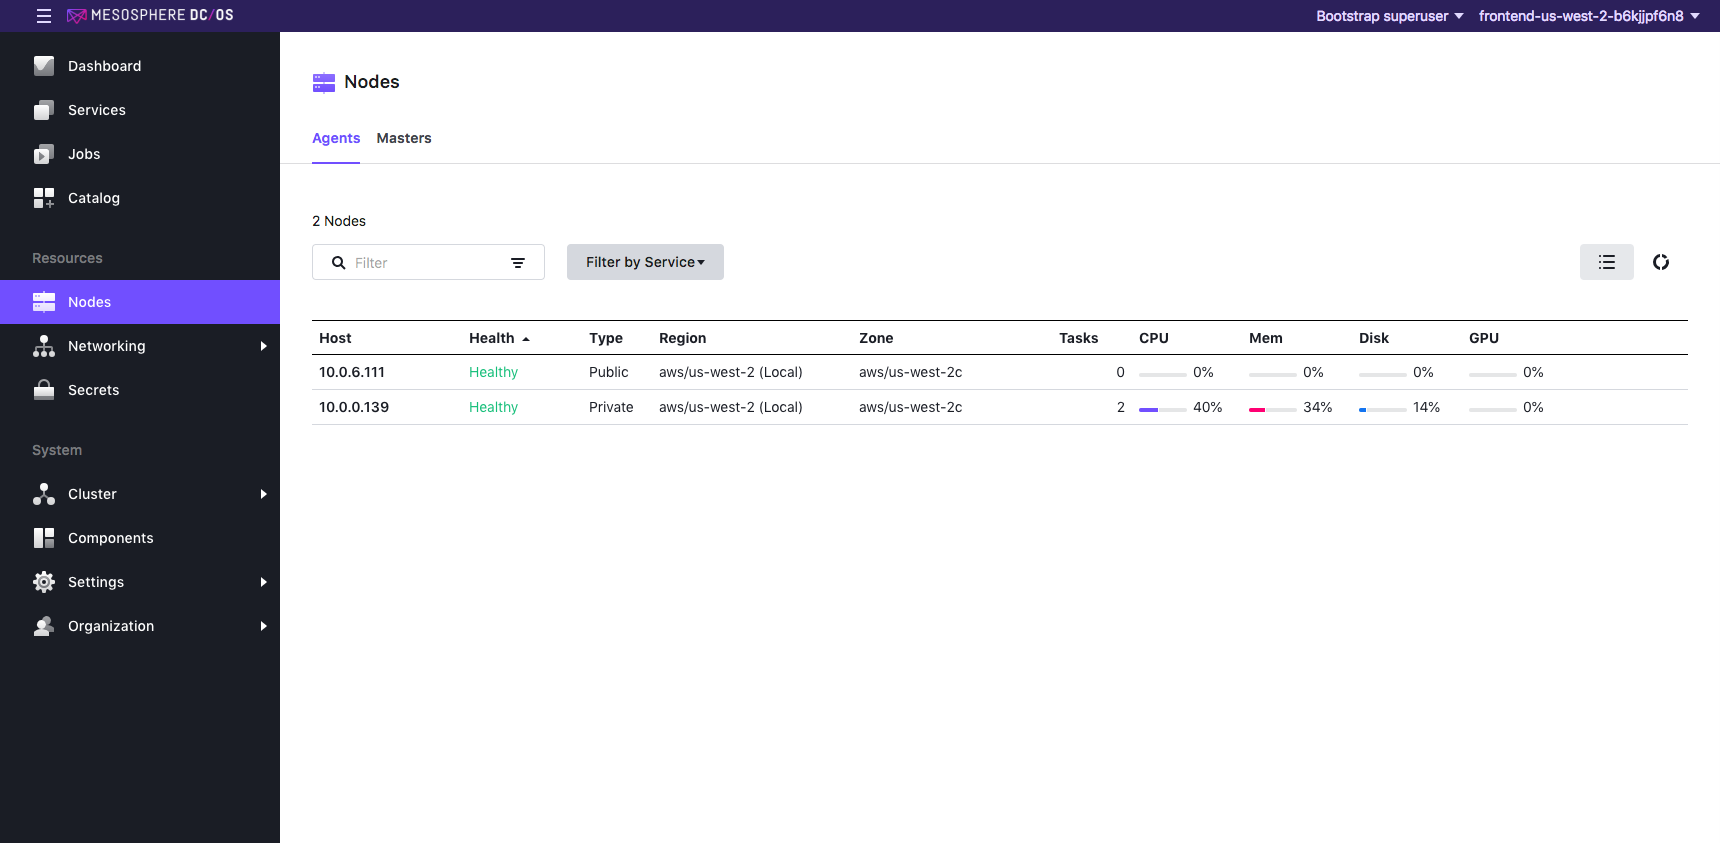 MESOSPHERE DC/OS
Bootstrap superuser
frontend-us-west-2-b6kjjpf6n8
Dashboard
Services
Jobs
Catalog
Resources
Nodes
Networking
Secrets
System
Cluster
Components
Settings
Organization
Nodes
Agents Masters
2 Nodes
Filter
Filter by Service
Host Health Type Region Zone Tasks CPU Mem Disk GPU
10.0.6.111 Healthy Public aws/us-west-2 (Local) aws/us-west-2c 0 0% 0% 0% 0%
10.0.0.139 Healthy Private aws/us-west-2 (Local) aws/us-west-2c 2 40% 34% 14% 0%